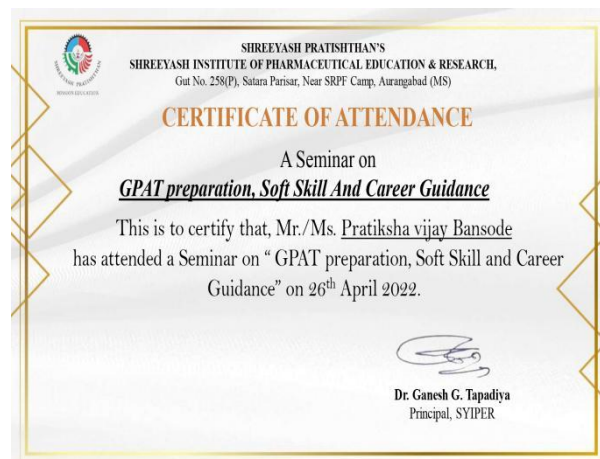 SHREEYASH PRATISHTHAN'S
SHREEYASH INSTITUTE OF PHARMACEUTICAL EDUCATION & RESEARCH,
Gut No. 258(P), Satara Parisar, Near SRPF Camp, Aurangabad (MS)
CERTIFICATE OF ATTENDANCE
A Seminar on
GPAT preparation, Soft Skill And Career Guidance
This is to certify that, Mr./Ms. Pratiksha vijay Bansode
has attended a Seminar on “ GPAT preparation, Soft Skill and Career
Guidance” on 26th April 2022.
Dr. Ganesh G. Tapadiya
Principal, SYIPER